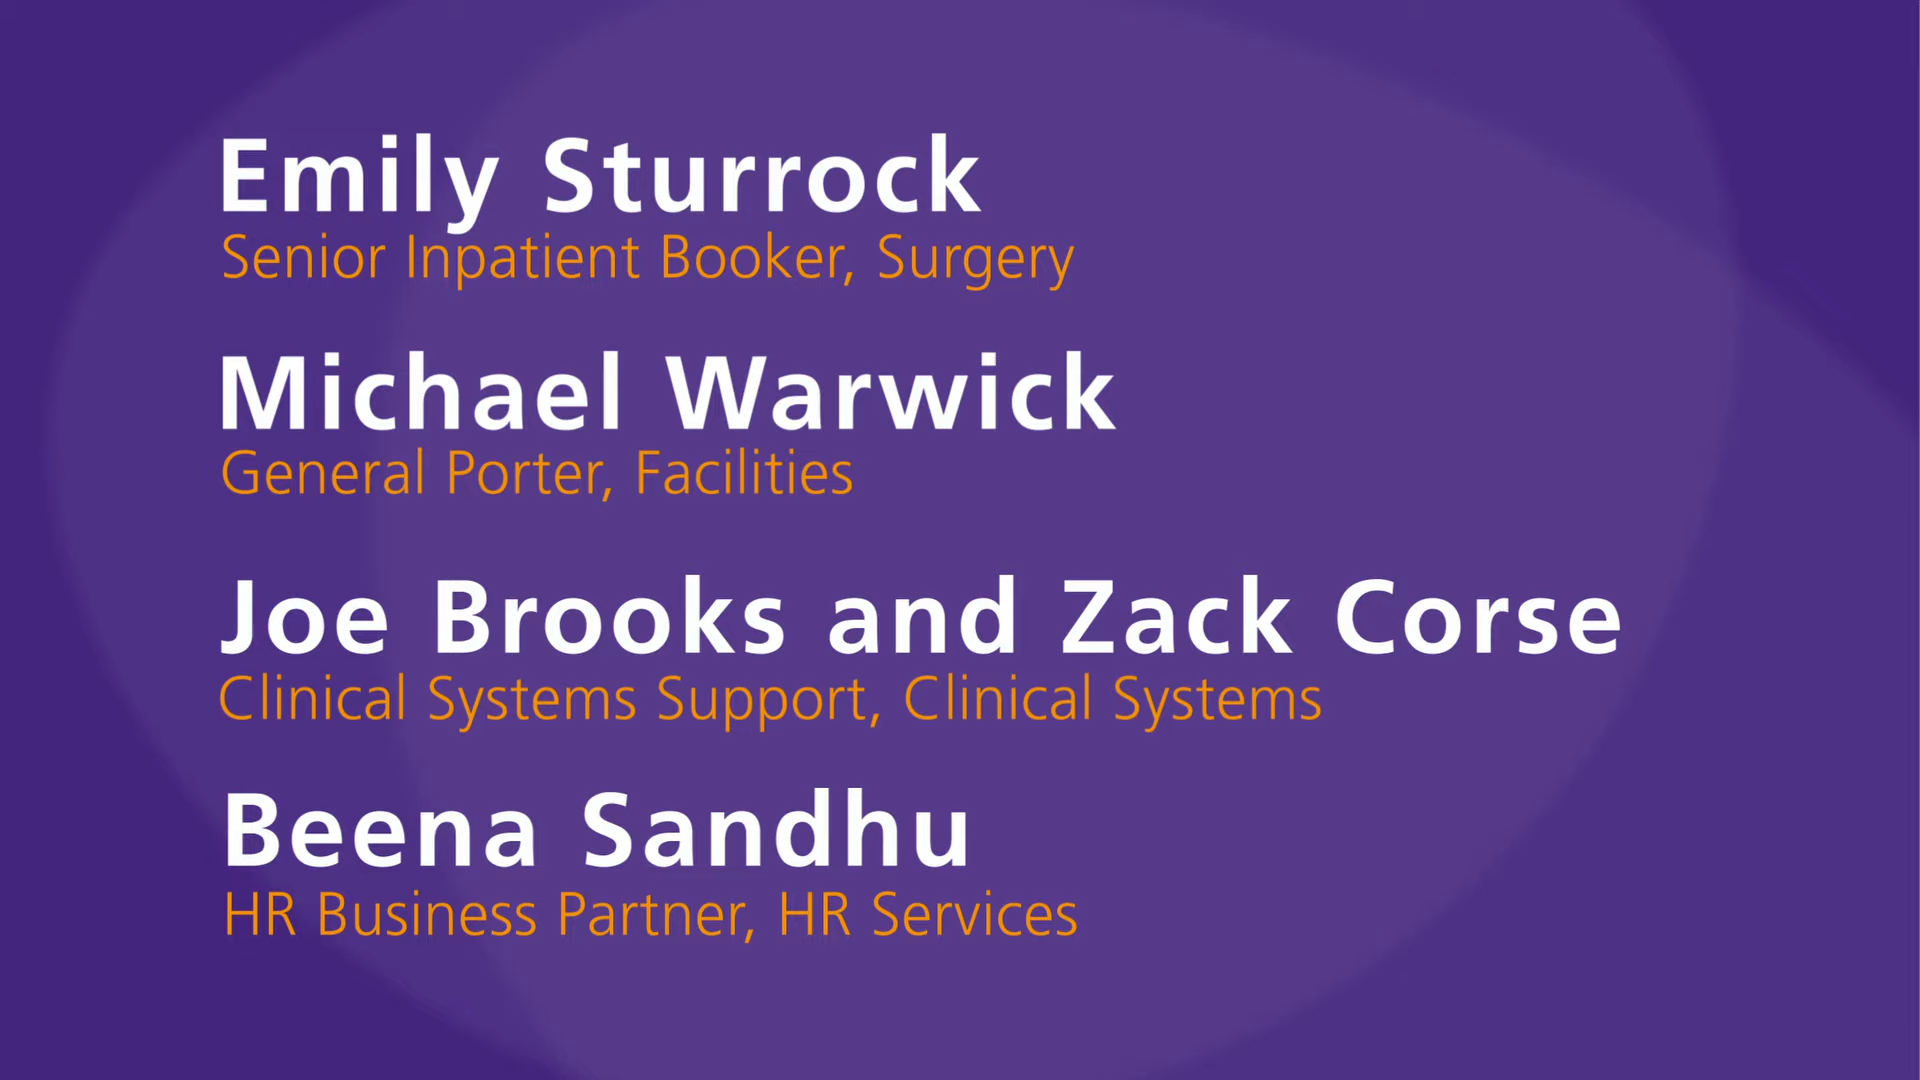 Emily Sturrock
Senior Inpatient Booker, Surgery
Michael Warwick
General Porter, Facilities
Joe Brooks and Zack Corse
Clinical Systems Support, Clinical Systems
Beena Sandhu
HR Business Partner, HR Services